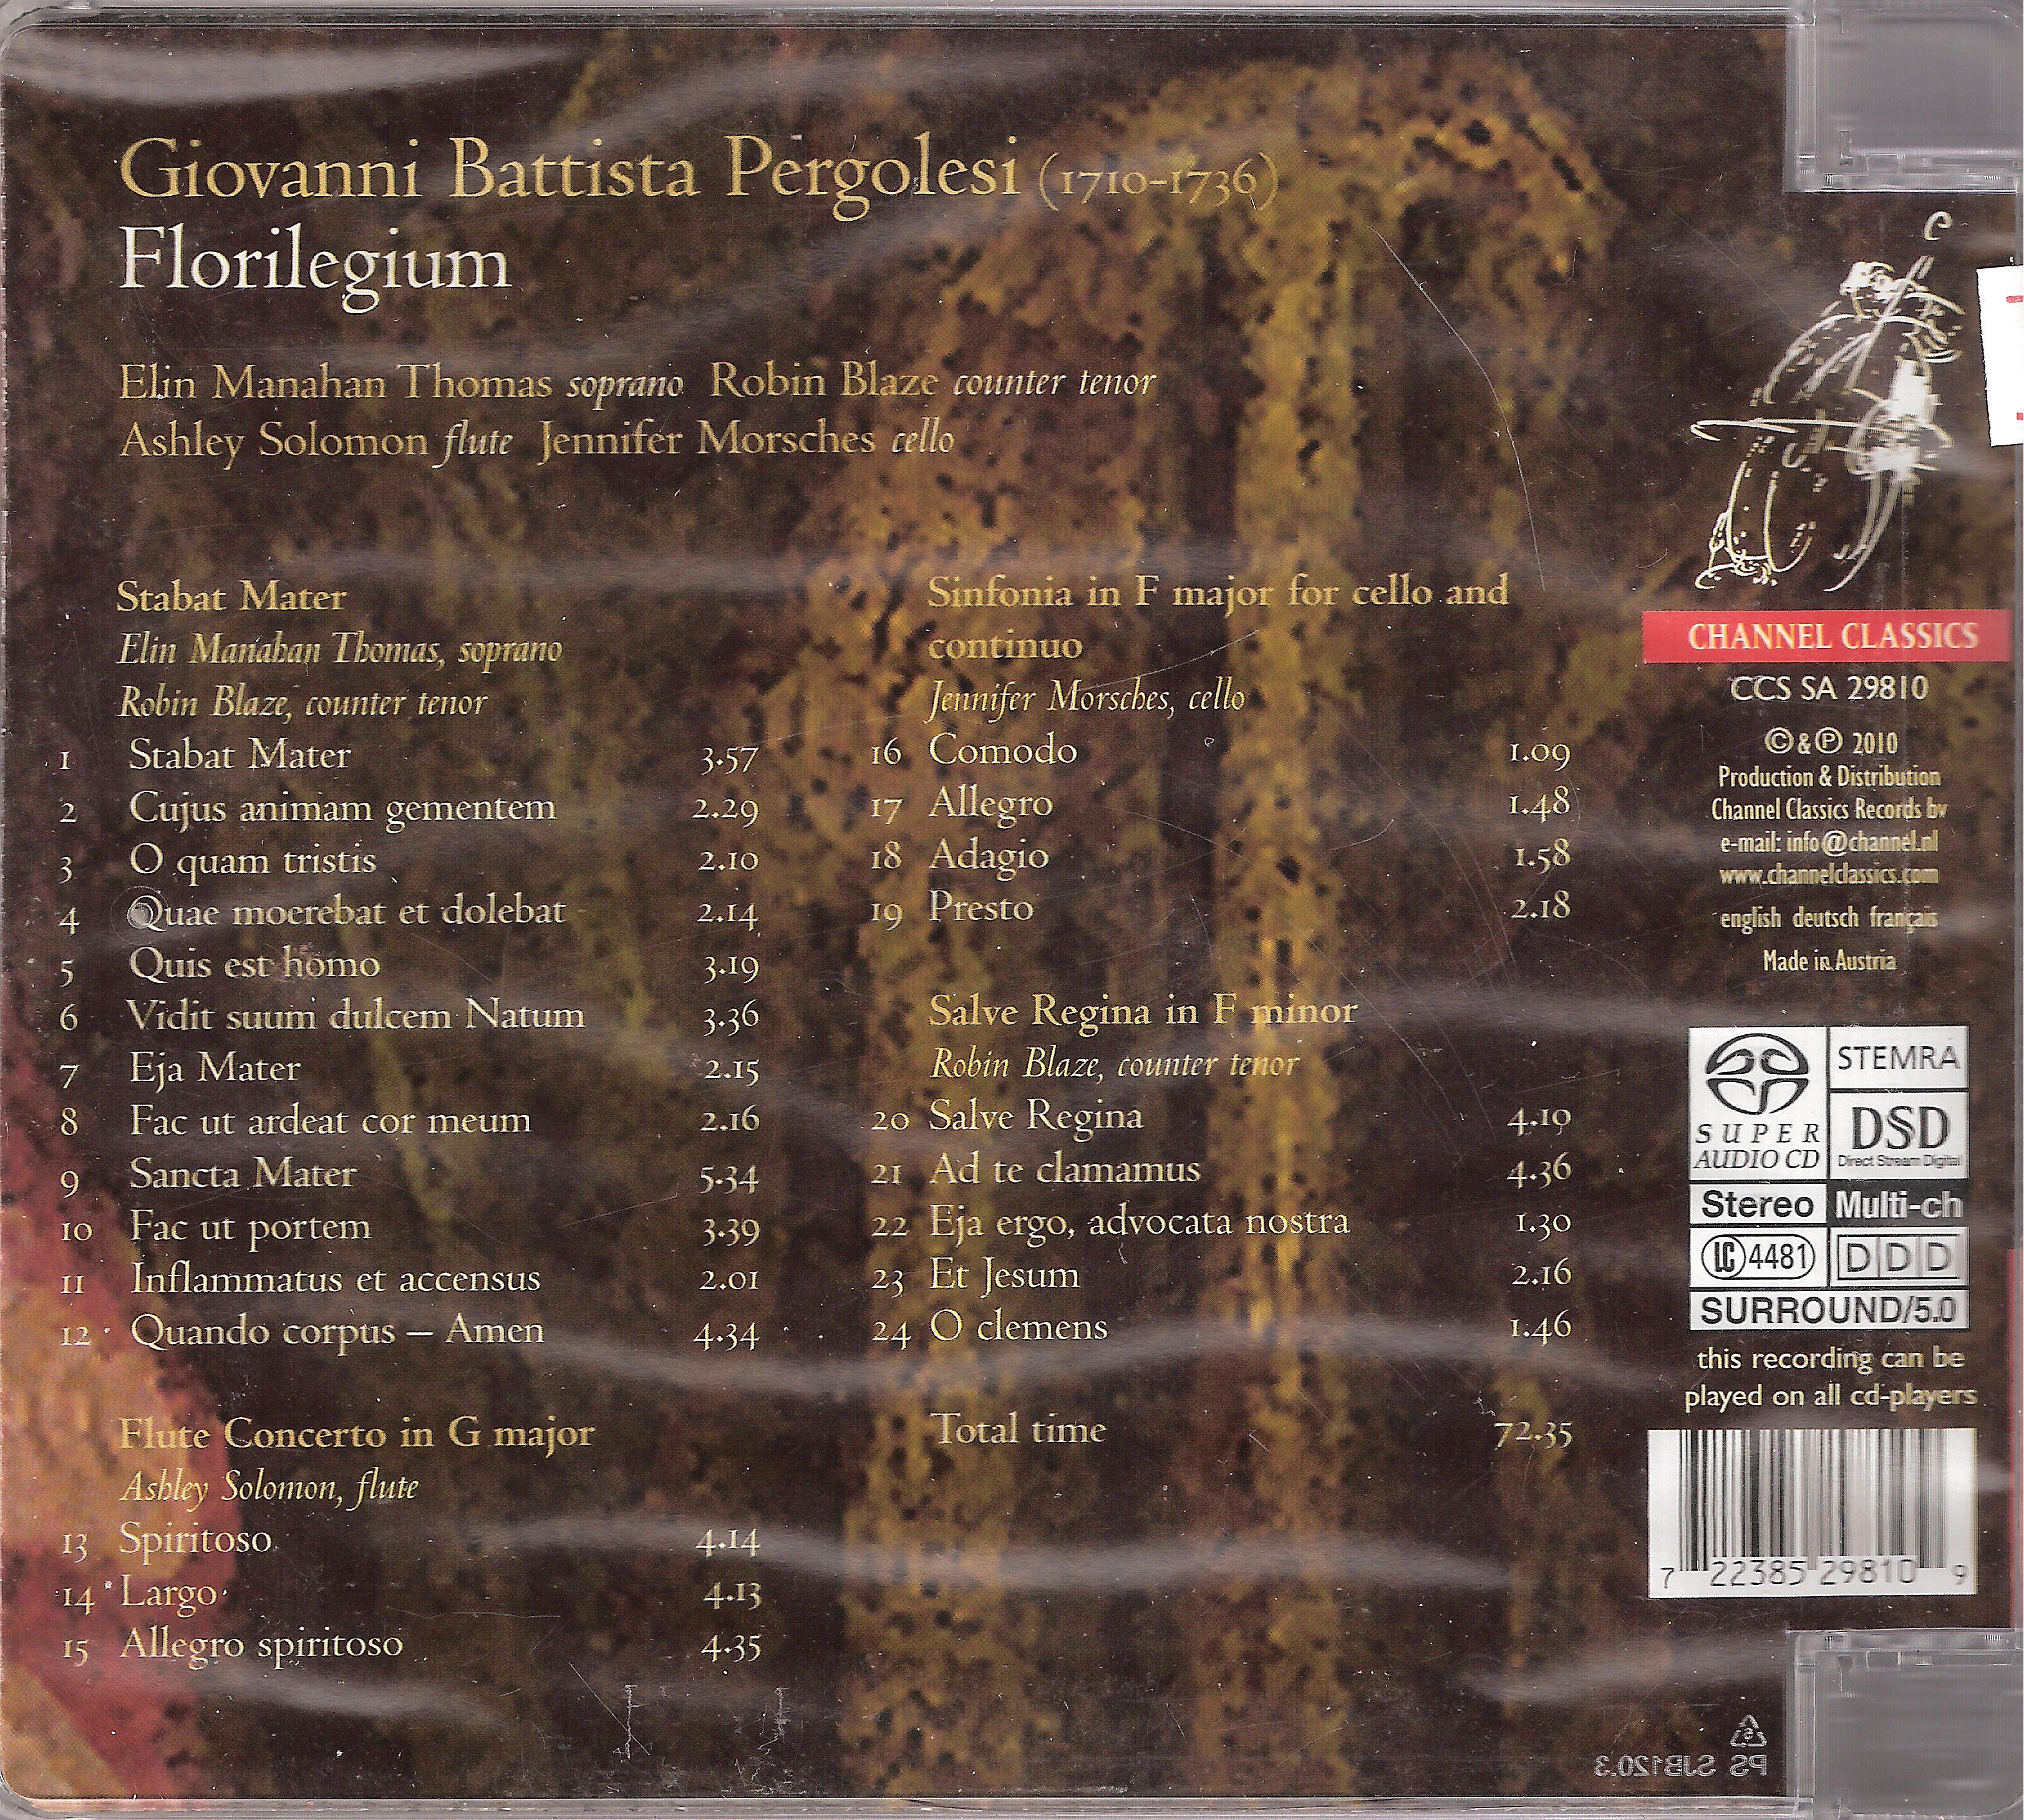 Giovanni Battista Pergolesi (1710-1736)
Florilegium
Elin Manahan Thomas soprano Robin Blaze counter tenor
Ashley Solomon flute Jennifer Morsches cello
Stabat Mater
Elin Manahan Thomas, soprano
Robin Blaze, counter tenor
1 Stabat Mater 3.57
2 Cujus animam gementem 2.29
3 O quam tristis 2.10
4 Quae moerebat et dolebat 2.14
5 Quis est homo 3.19
6 Vidit suum dulcem Natum 3.36
7 Eja Mater 2.15
8 Fac ut ardeat cor meum 2.16
9 Sancta Mater 5.34
10 Fac ut portem 3.39
11 Inflammatus et accensus 2.01
12 Quando corpus – Amen 4.34
Flute Concerto in G major
Ashley Solomon, flute
13 Spiritoso 4.14
14 Largo 4.13
15 Allegro spiritoso 4.35
Sinfonia in F major for cello and
continuo
Jennifer Morsches, cello
16 Comodo 1.09
17 Allegro 1.48
18 Adagio 1.58
19 Presto 2.18
Salve Regina in F minor
Robin Blaze, counter tenor
20 Salve Regina 4.19
21 Ad te clamamus 4.36
22 Eja ergo, advocata nostra 1.30
23 Et Jesum 2.16
24 O clemens 1.46
Total time 72.35
CHANNEL CLASSICS
CCS SA 29810
©&℗ 2010
Production & Distribution
Channel Classics Records bv
e-mail: info@channel.nl
www.channelclassics.com
english deutsch français
Made in Austria
SUPER
AUDIO CD
STEMRA
DSD
Direct Stream Digital
Stereo Multi-ch
LC 4481 DDD
SURROUND/5.0
this recording can be
played on all cd-players
7 22385 29810 9
PS SJB120.3